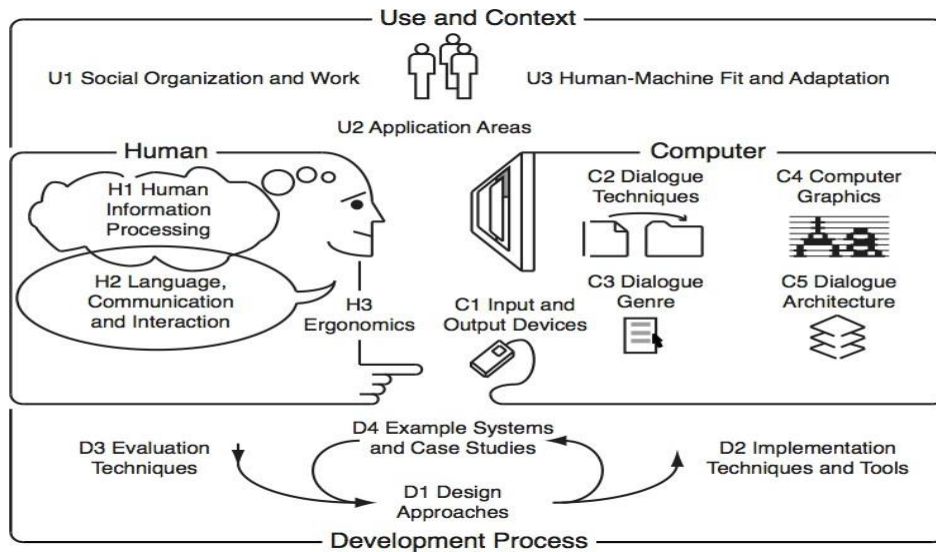 Use and Context
U1 Social Organization and Work
U3 Human-Machine Fit and Adaptation
U2 Application Areas
Human
H1 Human
Information
Processing
H2 Language,
Communication
and Interaction
H3
Ergonomics
Computer
C2 Dialogue
Techniques
C4 Computer
Graphics
Aa
C3 Dialogue
Genre
C5 Dialogue
Architecture
C1 Input and
Output Devices
D3 Evaluation
Techniques
D4 Example Systems
and Case Studies
D2 Implementation
Techniques and Tools
D1 Design
Approaches
Development Process